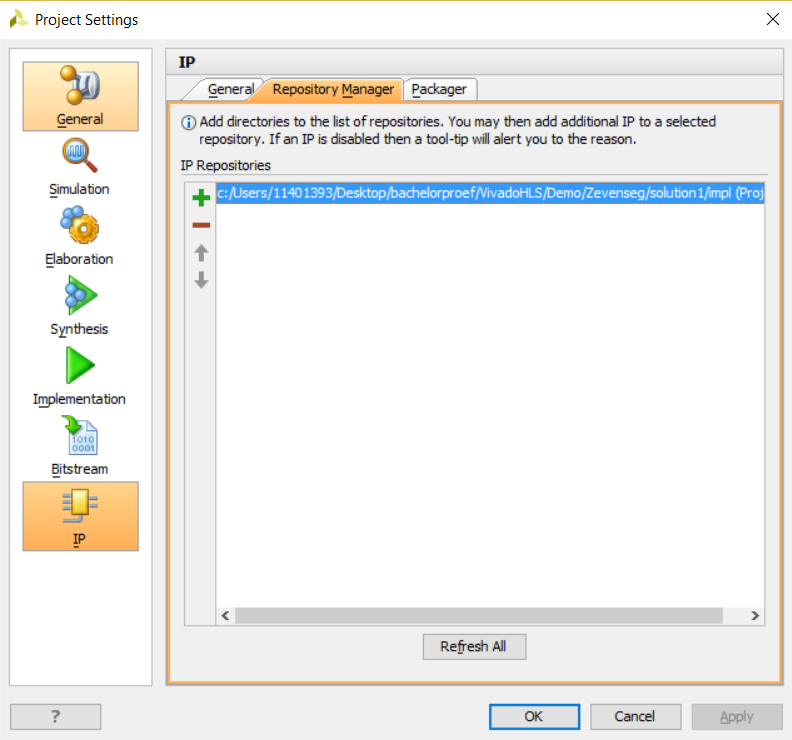 Project Settings
General
Simulation
Elaboration
Synthesis
Implementation
1010
0001
Bitstream
IP
IP
General
Repository Manager
Packager
Add directories to the list of repositories. You may then add additional IP to a selected
repository. If an IP is disabled then a tool-tip will alert you to the reason.
IP Repositories
c:/Users/11401393/Desktop/bachelorproef/VivadoHLS/Demo/Zevenseg/solution1/impl (Proj
Refresh All
?
OK
Cancel
Apply